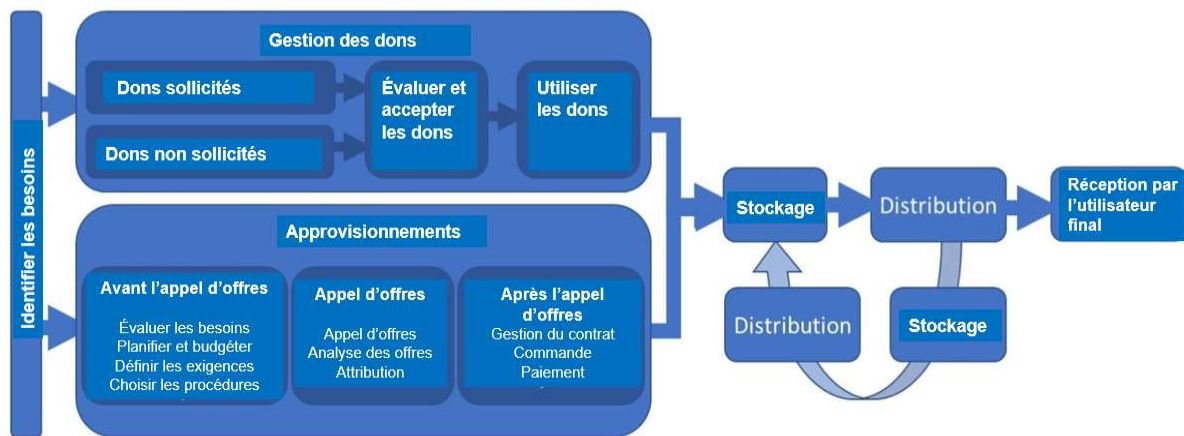 Identifier les besoins
Gestion des dons
Dons sollicités
Dons non sollicités
Évaluer et
accepter
les dons
Utiliser
les dons
Approvisionnements
Avant l’appel d’offres
Évaluer les besoins
Planifier et budgéter
Définir les exigences
Choisir les procédures
Appel d’offres
Appel d’offres
Analyse des offres
Attribution
Après l’appel
d’offres
Gestion du contrat
Commande
Paiement
Stockage
Distribution
Réception par
l’utilisateur
final
Distribution
Stockage